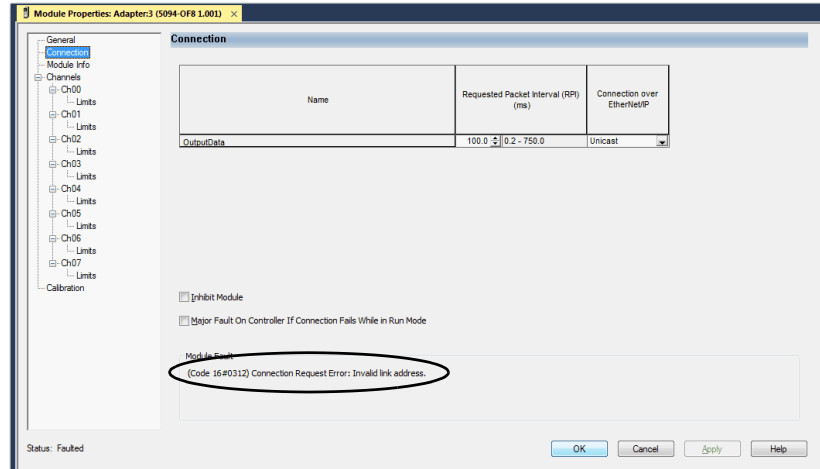 Module Properties: Adapter:3 (5094-OF8 1.001) ×
General
Connection
Module Info
Channels
Ch00
Limits
Ch01
Limits
Ch02
Limits
Ch03
Limits
Ch04
Limits
Ch05
Limits
Ch06
Limits
Ch07
Limits
Calibration
Connection
Name
Requested Packet Interval (RPI)
(ms)
Connection over
EtherNet/IP
OutputData 100.0 0.2 - 750.0 Unicast
Inhibit Module
Major Fault On Controller If Connection Fails While in Run Mode
Module Fault
(Code 16#0312) Connection Request Error: Invalid link address.
Status: Faulted
OK Cancel Apply Help